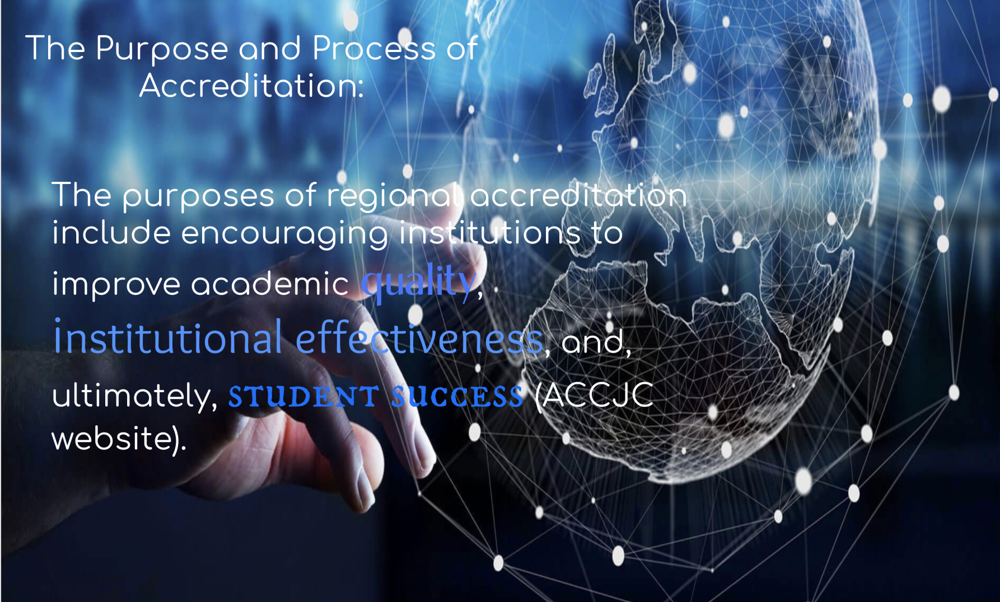 The Purpose and Process of
Accreditation:
The purposes of regional accreditation
include encouraging institutions to
improve academic quality,
institutional effectiveness, and,
ultimately, STUDENT SUCCESS (ACCJC
website).